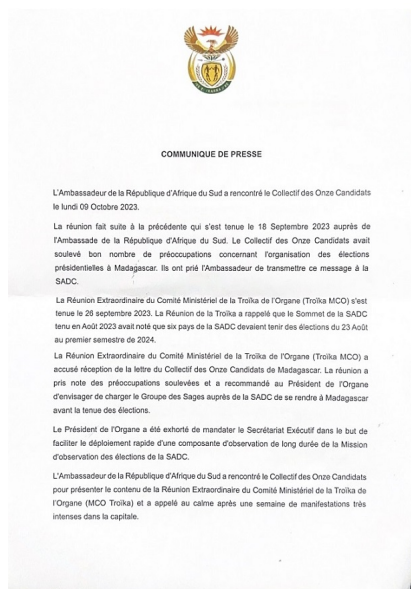 COMMUNIQUE DE PRESSE
L'Ambassadeur de la République d'Afrique du Sud a rencontré le Collectif des Onze Candidats
le lundi 09 Octobre 2023.
La réunion fait suite à la précédente qui s'est tenue le 18 Septembre 2023 auprès de
l'Ambassade de la République d'Afrique du Sud. Le Collectif des Onze Candidats avait
soulevé bon nombre de préoccupations concernant l'organisation des élections
présidentielles à Madagascar. Ils ont prié l'Ambassadeur de transmettre ce message à la
SADC.
La Réunion Extraordinaire du Comité Ministériel de la Troïka de l'Organe (Troïka MCO) s'est
tenue le 26 septembre 2023. La Réunion de la Troïka a rappelé que le Sommet de la SADC
tenu en Août 2023 avait noté que six pays de la SADC devaient tenir des élections du 23 Août
au premier semestre de 2024.
La Réunion Extraordinaire du Comité Ministériel de la Troïka de l'Organe (Troïka MCO) a
accusé réception de la lettre du Collectif des Onze Candidats de Madagascar. La réunion a
pris note des préoccupations soulevées et a recommandé au Président de l'Organe
d'envisager de charger le Groupe des Sages auprès de la SADC de se rendre à Madagascar
avant la tenue des élections.
Le Président de l'Organe a été exhorté de mandater le Secrétariat Exécutif dans le but de
faciliter le déploiement rapide d'une composante d'observation de long durée de la Mission
d'observation des élections de la SADC.
L'Ambassadeur de la République d'Afrique du Sud a rencontré le Collectif des Onze Candidats
pour présenter le contenu de la Réunion Extraordinaire du Comité Ministériel de la Troïka de
l'Organe (MCO Troïka) et a appelé au calme après une semaine de manifestations très
intenses dans la capitale.